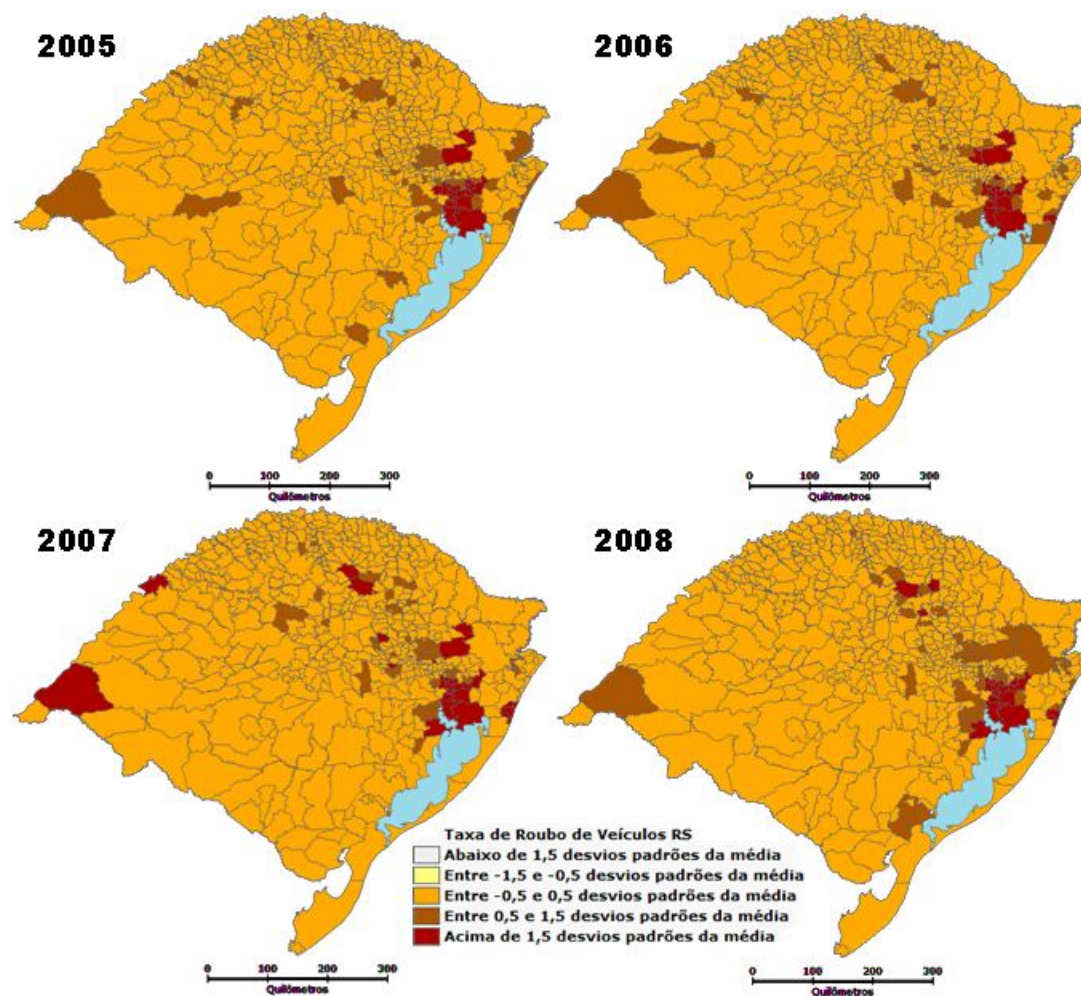 2005
2006
0 100 200 300
Quilômetros
0 100 200 300
Quilômetros
2007
2008
Taxa de Roubo de Veículos RS
Abaixo de 1,5 desvios padrões da média
Entre -1,5 e -0,5 desvios padrões da média
Entre -0,5 e 0,5 desvios padrões da média
Entre 0,5 e 1,5 desvios padrões da média
Acima de 1,5 desvios padrões da média
0 100 200 300
Quilômetros
0 100 200 300
Quilômetros